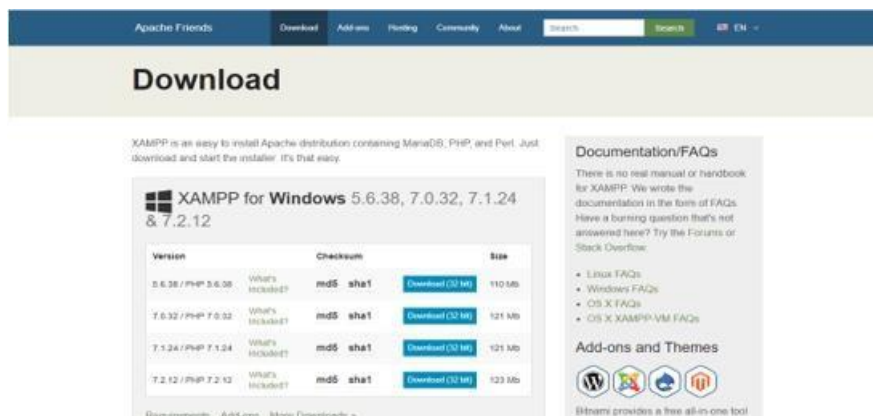 Apache Friends Download Add-ons Hosting Community About Search Search EN
Download
XAMPP is an easy to install Apache distribution containing MariaDB, PHP, and Perl. Just
download and start the installer. It's that easy.
XAMPP for Windows 5.6.38, 7.0.32, 7.1.24
& 7.2.12
Version Checksum Size
5.6.38 / PHP 5.6.38 What's Included? md5 sha1 Download (32 bit) 110 Mb
7.0.32 / PHP 7.0.32 What's Included? md5 sha1 Download (32 bit) 121 Mb
7.1.24 / PHP 7.1.24 What's Included? md5 sha1 Download (32 bit) 121 Mb
7.2.12 / PHP 7.2.12 What's Included? md5 sha1 Download (32 bit) 123 Mb
Requirements Add-ons More Downloads »
Documentation/FAQs
There is no real manual or handbook
for XAMPP. We wrote the
documentation in the form of FAQs.
Have a burning question that's not
answered here? Try the Forums or
Stack Overflow.
• Linux FAQs
• Windows FAQs
• OS X FAQs
• OS X XAMPP-VM FAQs
Add-ons and Themes
Bitnami provides a free all-in-one tool